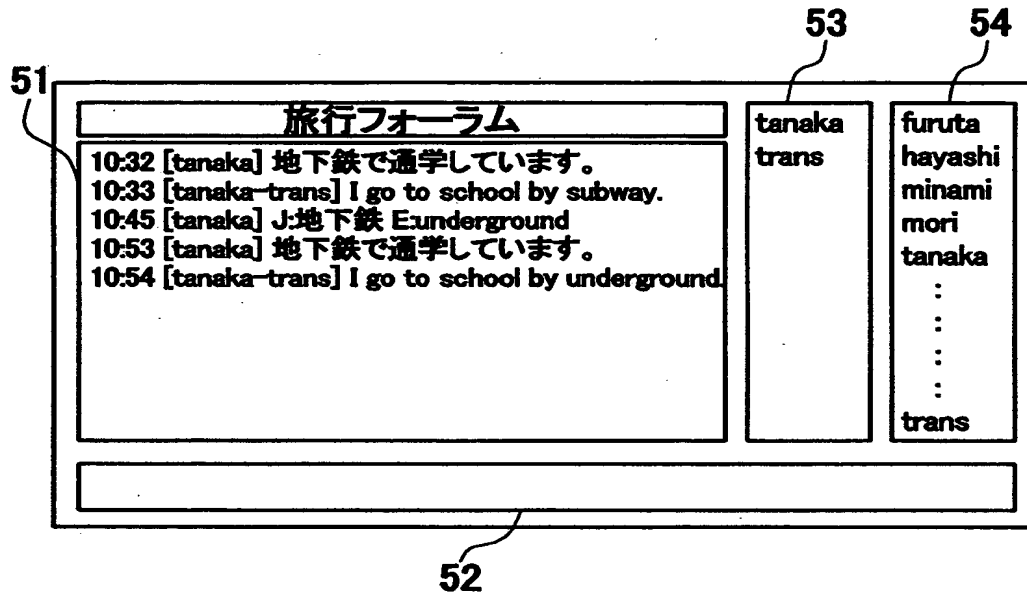 53
54
51
旅行フォーラム
10:32 [tanaka] 地下鉄で通学しています。
10:33 [tanaka-trans] I go to school by subway.
10:45 [tanaka] J:地下鉄 E:underground
10:53 [tanaka] 地下鉄で通学しています。
10:54 [tanaka-trans] I go to school by underground.
tanaka
trans
furuta
hayashi
minami
mori
tanaka
:
:
:
:
trans
52